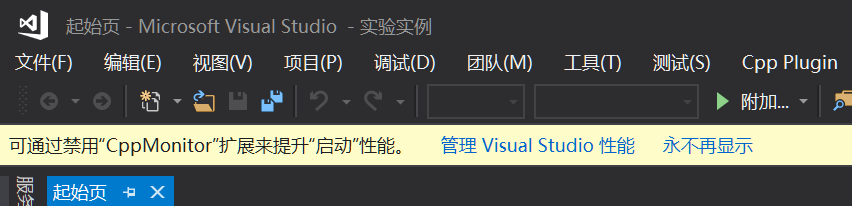 起始页 - Microsoft Visual Studio - 实验实例
文件(F) 编辑(E) 视图(V) 项目(P) 调试(D) 团队(M) 工具(T) 测试(S) Cpp Plugin
附加...
可通过禁用“CppMonitor”扩展来提升“启动”性能。 管理 Visual Studio 性能 永不再显示
起始页